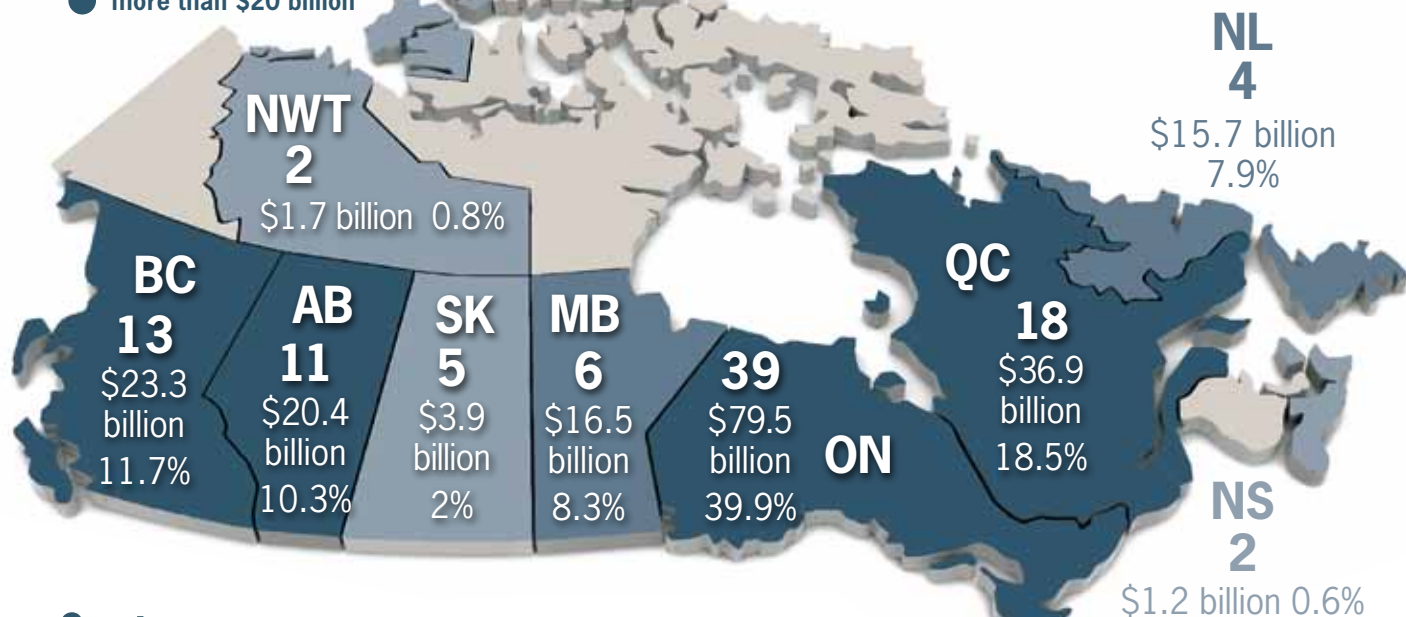 more than $20 billion
NL
4
$15.7 billion
7.9%
NWT
2
$1.7 billion 0.8%
BC
13
$23.3
billion
11.7%
AB
11
$20.4
billion
10.3%
SK
5
$3.9
billion
2%
MB
6
$16.5
billion
8.3%
39
$79.5
billion
39.9%
ON
QC
18
$36.9
billion
18.5%
NS
2
$1.2 billion 0.6%